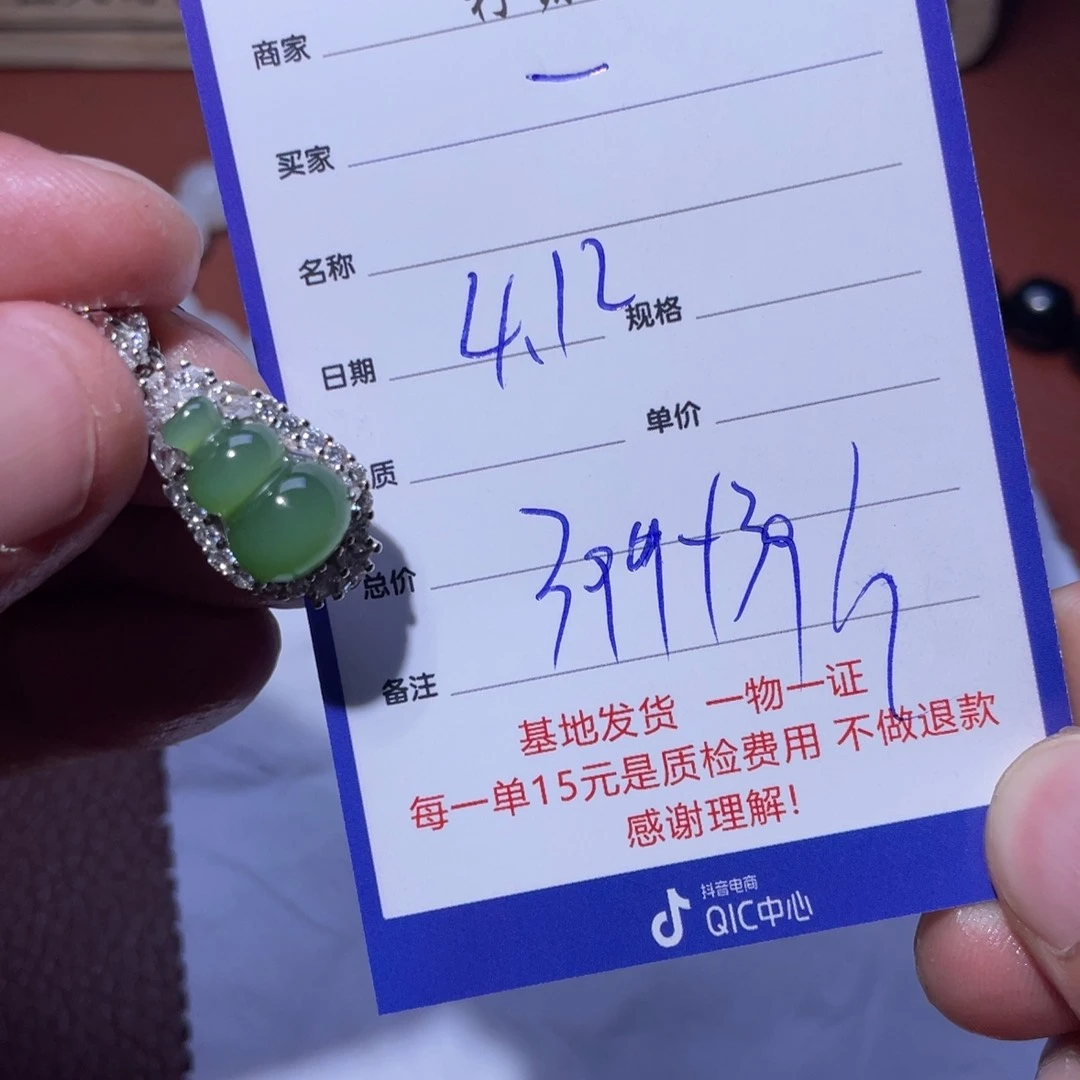 商家
一
买家
名称
日期 4.12 规格
质 单价
总价
备注
基地发货 一物一证
每一单15元是质检费用 不做退款
感谢理解!
抖音电商
QIC中心